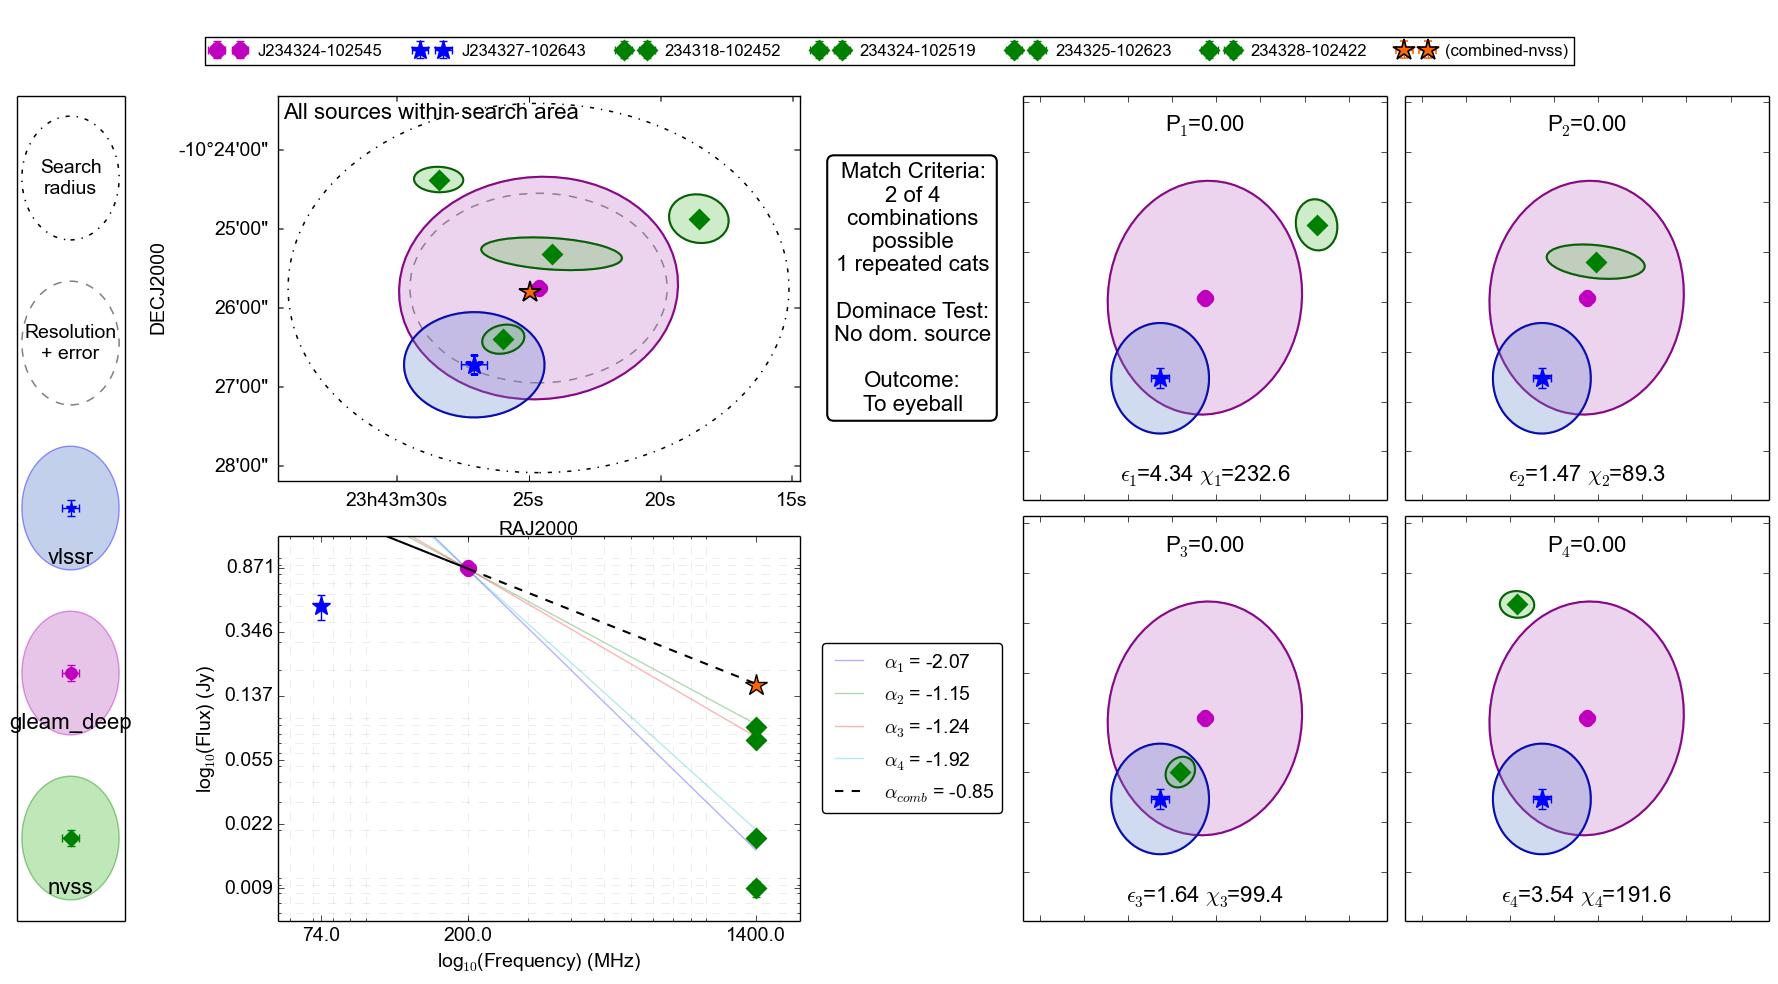 J234324-102545 J234327-102643 234318-102452 234324-102519 234325-102623 234328-102422 (combined-nvss)
Search
radius
Resolution
+ error
vlssr
gleam_deep
nvss
All sources within search area
DECJ2000
-10°24'00"
25'00"
26'00"
27'00"
28'00"
23h43m30s 25s 20s 15s
RAJ2000
Match Criteria:
2 of 4
combinations
possible
1 repeated cats
Dominace Test:
No dom. source
Outcome:
To eyeball
P1=0.00
ϵ1=4.34 χ1=232.6
P2=0.00
ϵ2=1.47 χ2=89.3
log10(Flux) (Jy)
0.871
0.346
0.137
0.055
0.022
0.009
74.0 200.0 1400.0
log10(Frequency) (MHz)
α1 = -2.07
α2 = -1.15
α3 = -1.24
α4 = -1.92
αcomb = -0.85
P3=0.00
ϵ3=1.64 χ3=99.4
P4=0.00
ϵ4=3.54 χ4=191.6